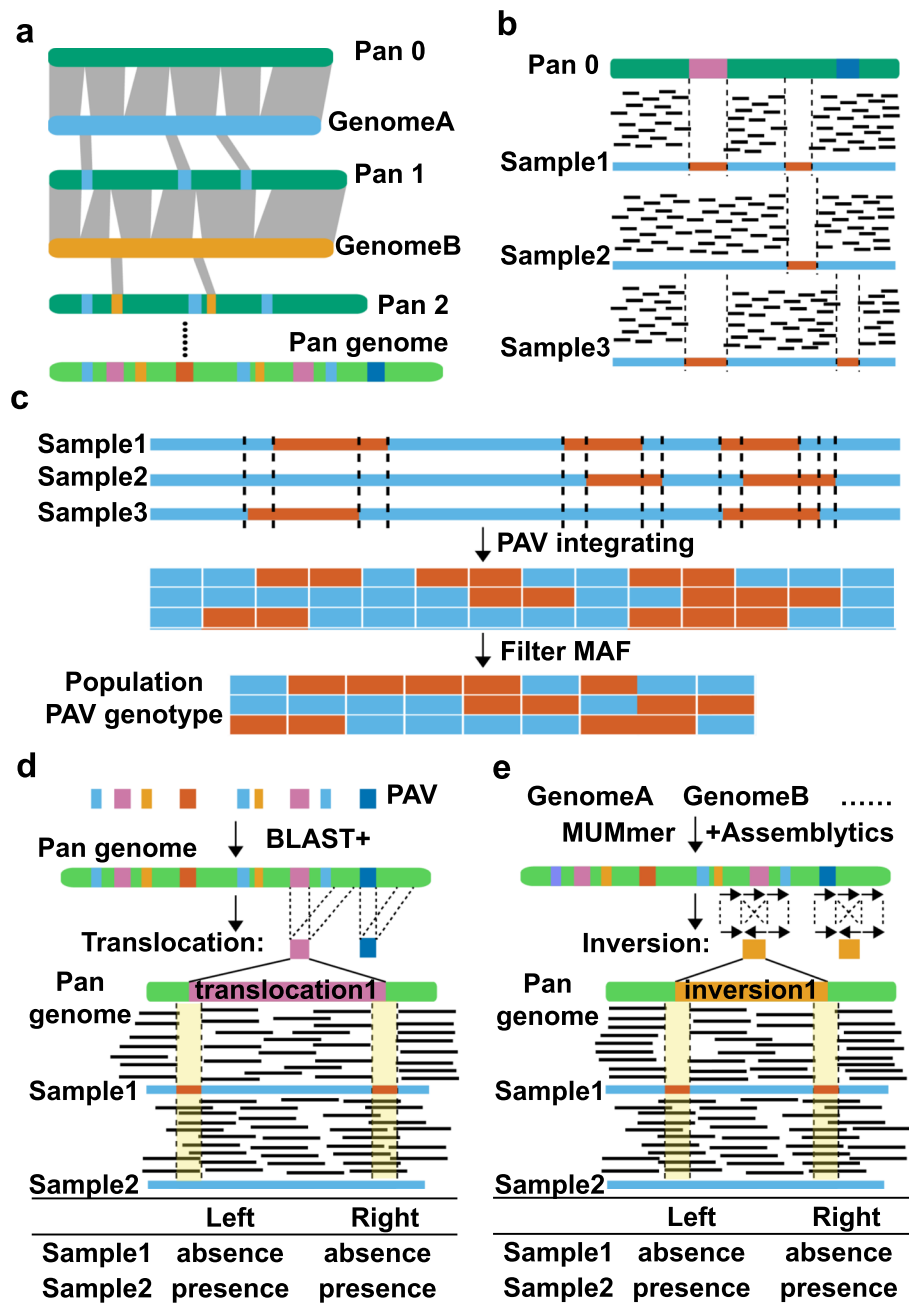 a
Pan 0
GenomeA
Pan 1
GenomeB
Pan 2
Pan genome
b
Pan 0
Sample1
Sample2
Sample3
c
Sample1
Sample2
Sample3
PAV integrating
Filter MAF
Population
PAV genotype
d
PAV
BLAST+
Pan genome
Translocation:
Pan
genome
translocation1
Sample1
Sample2
Left Right
Sample1 absence absence
Sample2 presence presence
e
GenomeA GenomeB ......
MUMmer +Assemblytics
Inversion:
Pan
genome
inversion1
Sample1
Sample2
Left Right
Sample1 absence absence
Sample2 presence presence